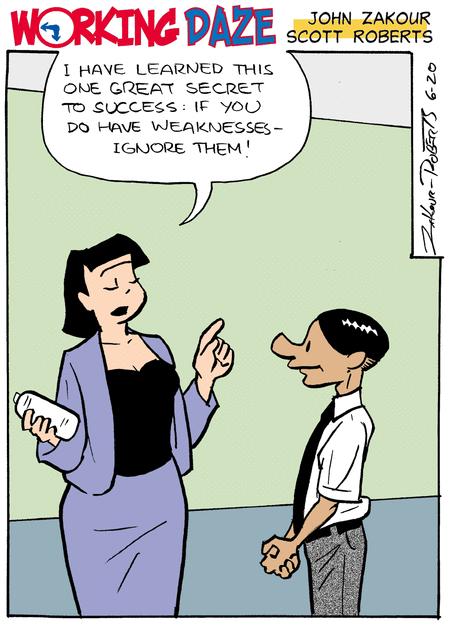 WORKING DAZE
JOHN ZAKOUR
SCOTT ROBERTS
I HAVE LEARNED THIS
ONE GREAT SECRET
TO SUCCESS: IF YOU
DO HAVE WEAKNESSES-
IGNORE THEM!
ZAKOUR-ROBERTS 6-20